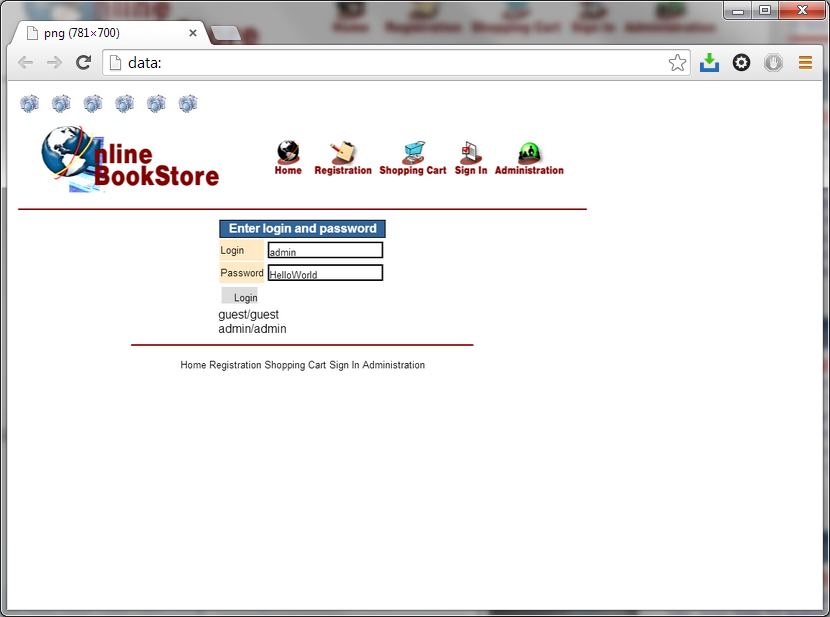 png (781×700)
data:
nline
BookStore
Home Registration Shopping Cart Sign In Administration
Enter login and password
Login admin
Password HelloWorld
Login
guest/guest
admin/admin
Home Registration Shopping Cart Sign In Administration